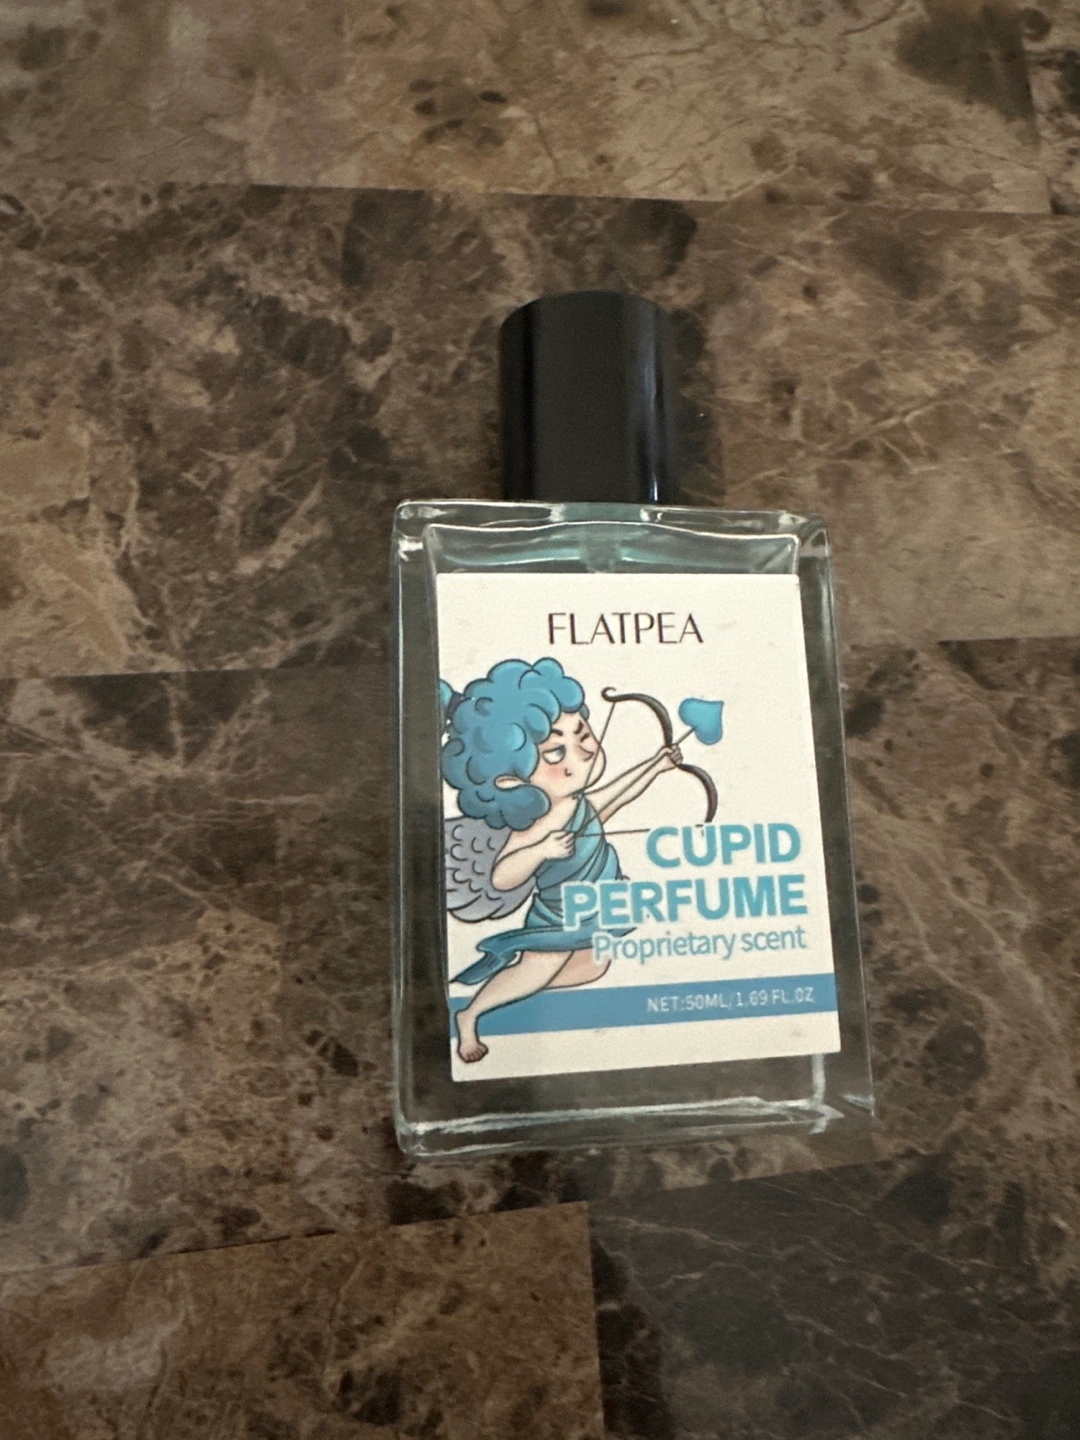 FLATPEA
CUPID
PERFUME
Proprietary scent
NET:50ML/1.69 FL.OZ